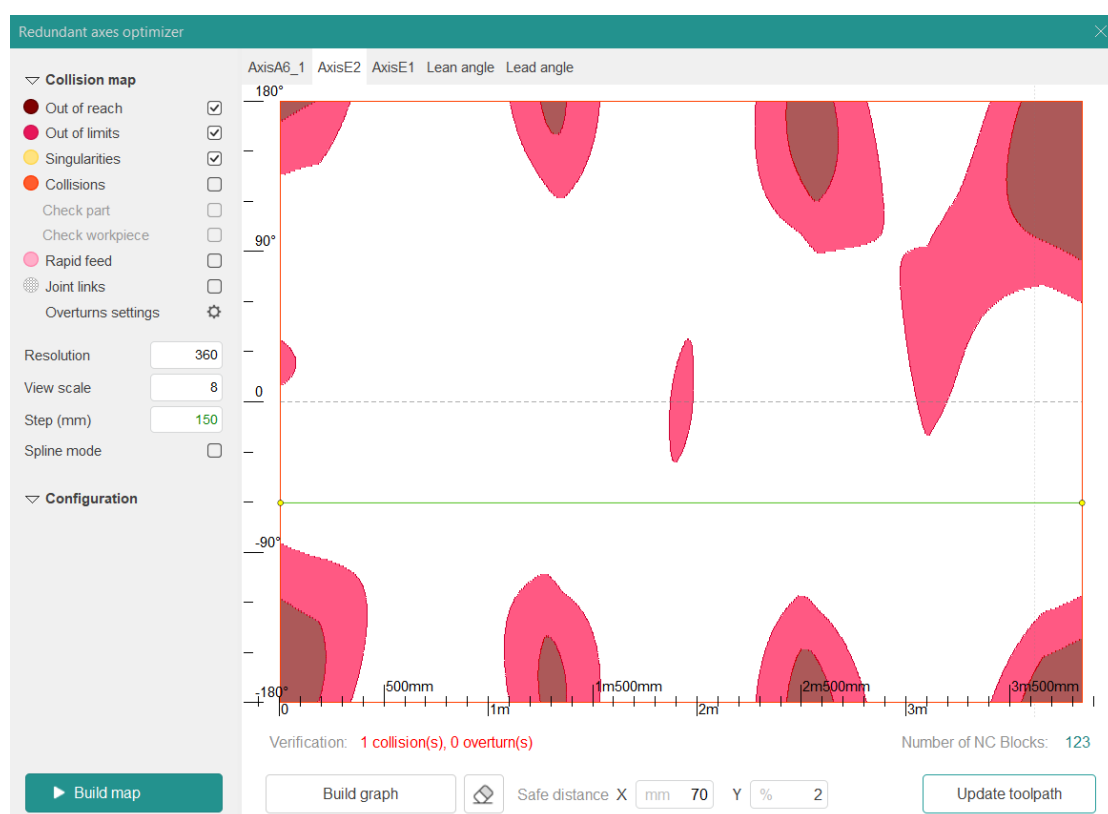 Redundant axes optimizer
Collision map
Out of reach
Out of limits
Singularities
Collisions
Check part
Check workpiece
Rapid feed
Joint links
Overturns settings
Resolution 360
View scale 8
Step (mm) 150
Spline mode
Configuration
Build map
AxisA6_1 AxisE2 AxisE1 Lean angle Lead angle
180°
90°
0
-90°
-180°
500mm 1m500mm 2m500mm 3m500mm
0 1m 2m 3m
Verification: 1 collision(s), 0 overturn(s) Number of NC Blocks: 123
Build graph Safe distance X mm 70 Y % 2 Update toolpath